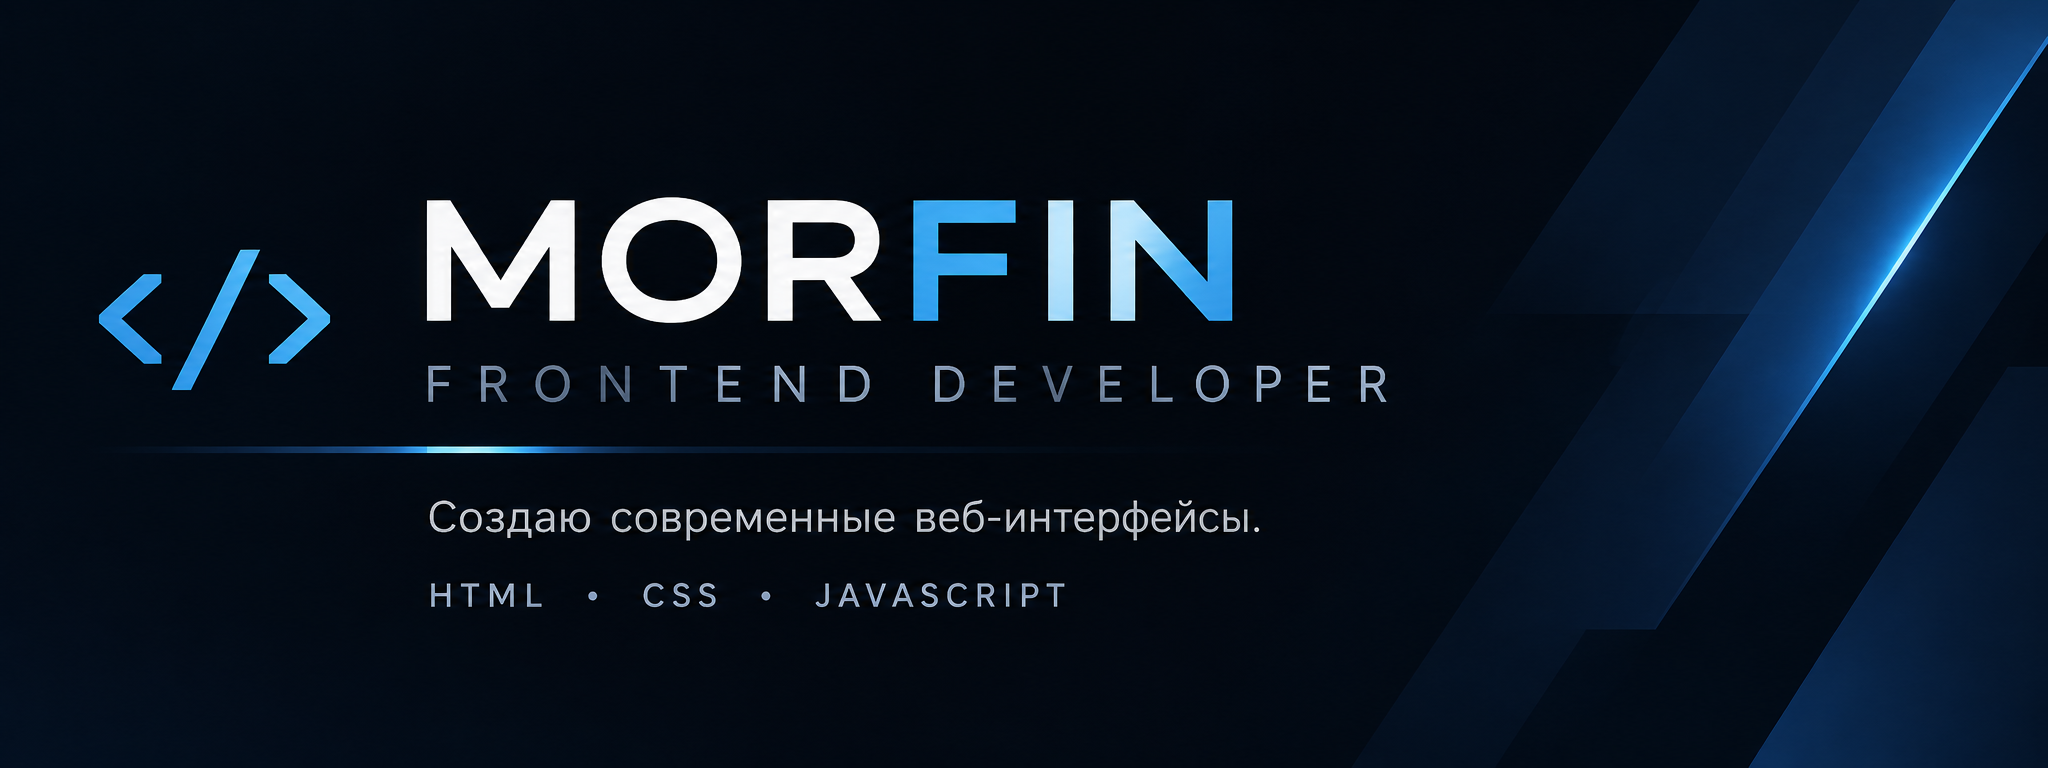 </>
MORFIN
FRONTEND DEVELOPER
Создаю современные веб-интерфейсы.
HTML • CSS • JAVASCRIPT